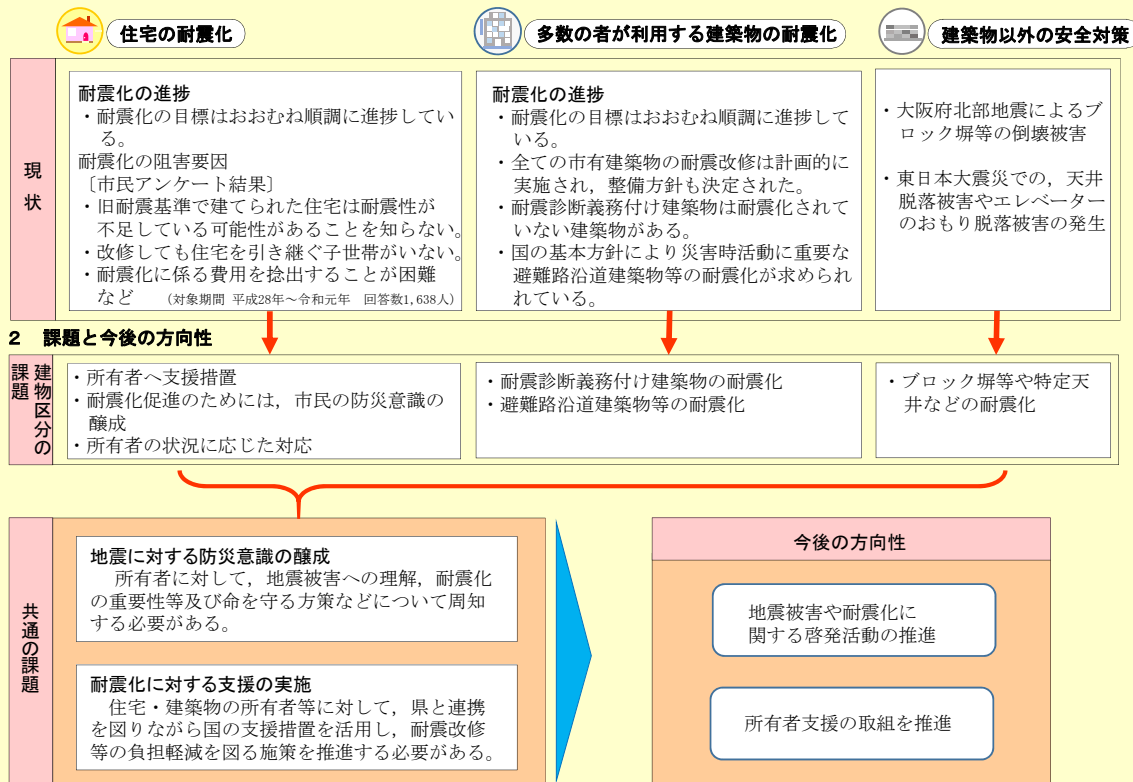 住宅の耐震化
多数の者が利用する建築物の耐震化
建築物以外の安全対策
現状
耐震化の進捗
・耐震化の目標はおおむね順調に進捗してい
る。
耐震化の阻害要因
〔市民アンケート結果〕
・旧耐震基準で建てられた住宅は耐震性が
不足している可能性があることを知らない。
・改修しても住宅を引き継ぐ子世帯がいない。
・耐震化に係る費用を捻出することが困難
など (対象期間 平成28年～令和元年 回答数1,638人)
耐震化の進捗
・耐震化の目標はおおむね順調に進捗して
いる。
・全ての市有建築物の耐震改修は計画的に
実施され，整備方針も決定された。
・耐震診断義務付け建築物は耐震化されて
いない建築物がある。
・国の基本方針により災害時活動に重要な
避難路沿道建築物等の耐震化が求められ
れている。
・大阪府北部地震によるブ
ロック塀等の倒壊被害
・東日本大震災での，天井
脱落被害やエレベーター
のおもり脱落被害の発生
2 課題と今後の方向性
建物区分の
課題
・所有者へ支援措置
・耐震化促進のためには，市民の防災意識の
醸成
・所有者の状況に応じた対応
・耐震診断義務付け建築物の耐震化
・避難路沿道建築物等の耐震化
・ブロック塀等や特定天
井などの耐震化
共通の課題
地震に対する防災意識の醸成
所有者に対して，地震被害への理解，耐震化
の重要性等及び命を守る方策などについて周知
する必要がある。
耐震化に対する支援の実施
住宅・建築物の所有者等に対して，県と連携
を図りながら国の支援措置を活用し，耐震改修
等の負担軽減を図る施策を推進する必要がある。
今後の方向性
地震被害や耐震化に
関する啓発活動の推進
所有者支援の取組を推進